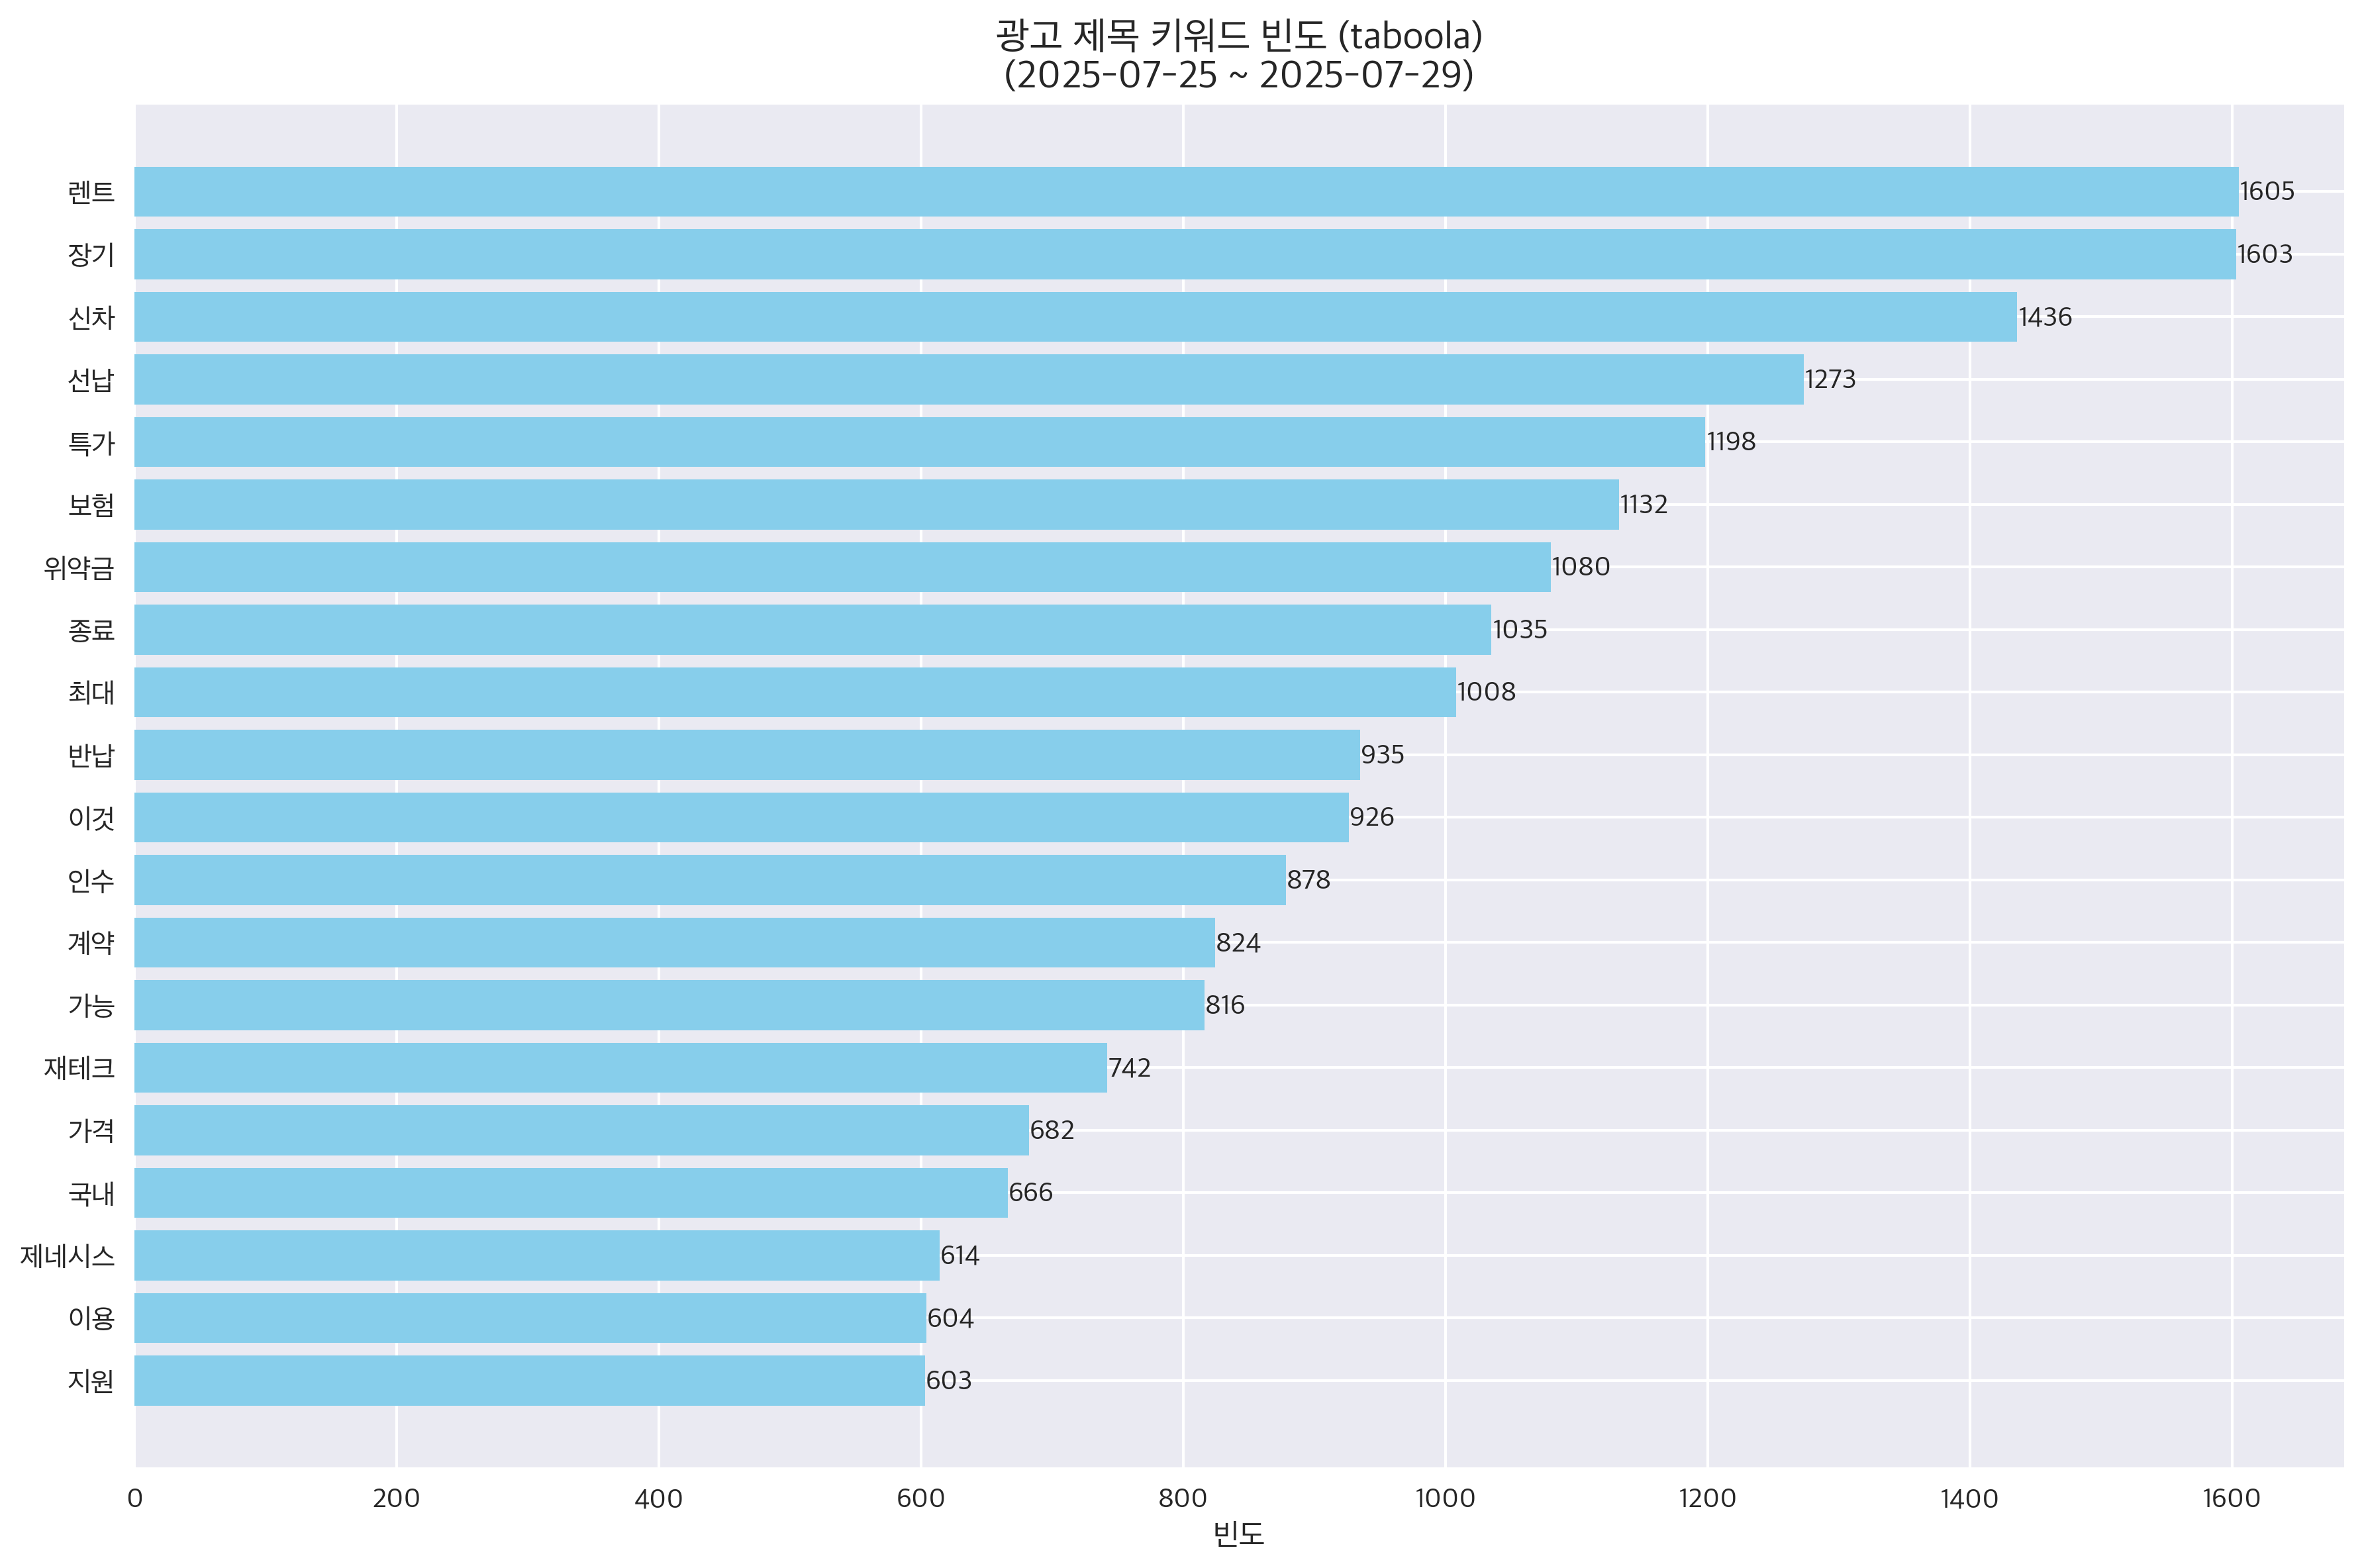 광고 제목 키워드 빈도 (taboola)
(2025-07-25 ~ 2025-07-29)
렌트 1605
장기 1603
신차 1436
선납 1273
특가 1198
보험 1132
위약금 1080
종료 1035
최대 1008
반납 935
이것 926
인수 878
계약 824
가능 816
재테크 742
가격 682
국내 666
제네시스 614
이용 604
지원 603
0 200 400 600 800 1000 1200 1400 1600
빈도